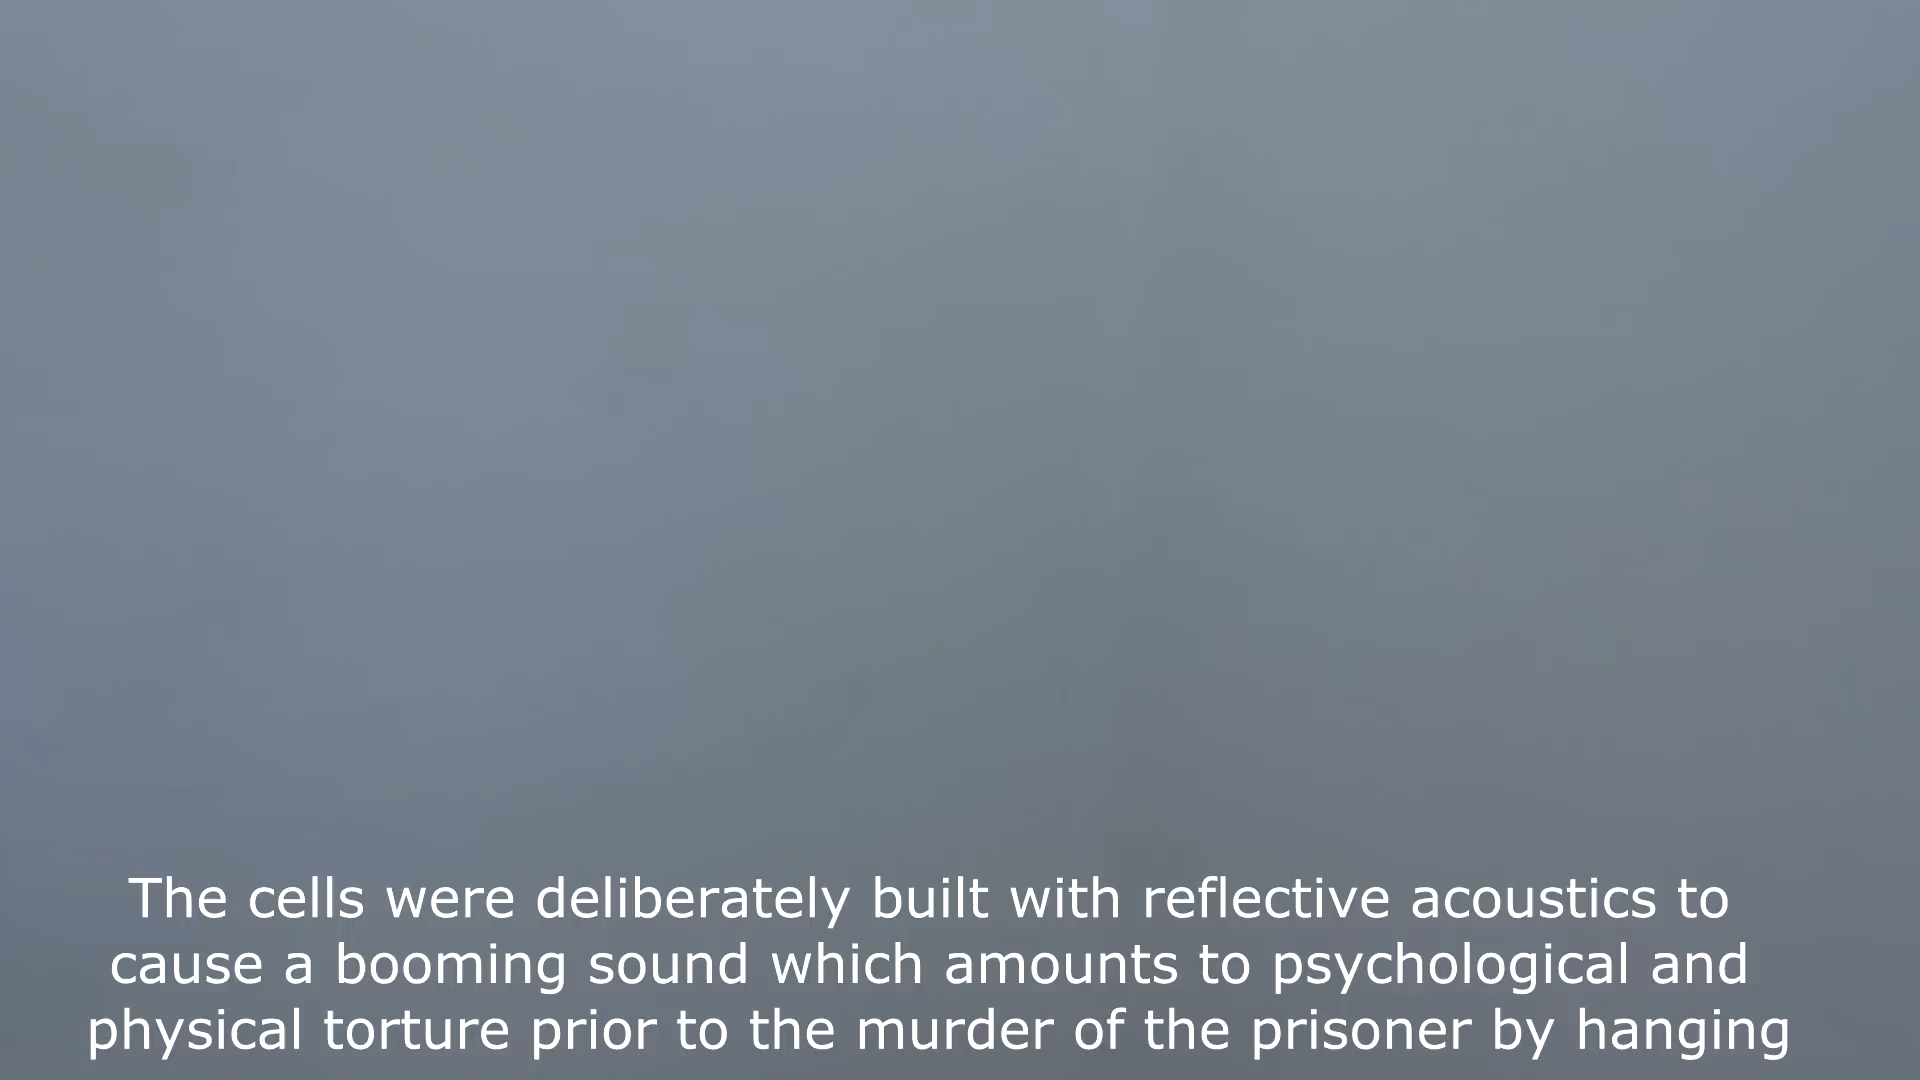 The cells were deliberately built with reflective acoustics to
cause a booming sound which amounts to psychological and
physical torture prior to the murder of the prisoner by hanging